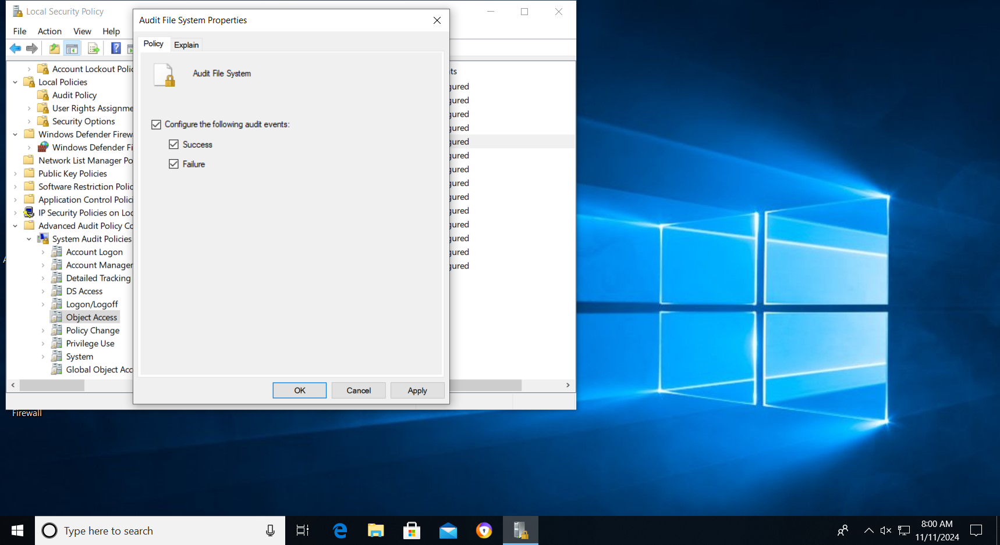 Local Security Policy
File Action View Help
Account Lockout Polic
Local Policies
Audit Policy
User Rights Assignme
Security Options
Windows Defender Firew
Windows Defender Fi
Network List Manager Po
Public Key Policies
Software Restriction Polic
Application Control Polici
IP Security Policies on Loc
Advanced Audit Policy Co
System Audit Policies
Account Logon
Account Manager
Detailed Tracking
DS Access
Logon/Logoff
Object Access
Policy Change
Privilege Use
System
Global Object Acc
Audit File System Properties
Policy Explain
Audit File System
Configure the following audit events:
Success
Failure
OK Cancel Apply
ts
gured
gured
gured
gured
gured
gured
gured
gured
gured
gured
gured
gured
gured
gured
A
Firewall
Type here to search
8:00 AM
11/11/2024